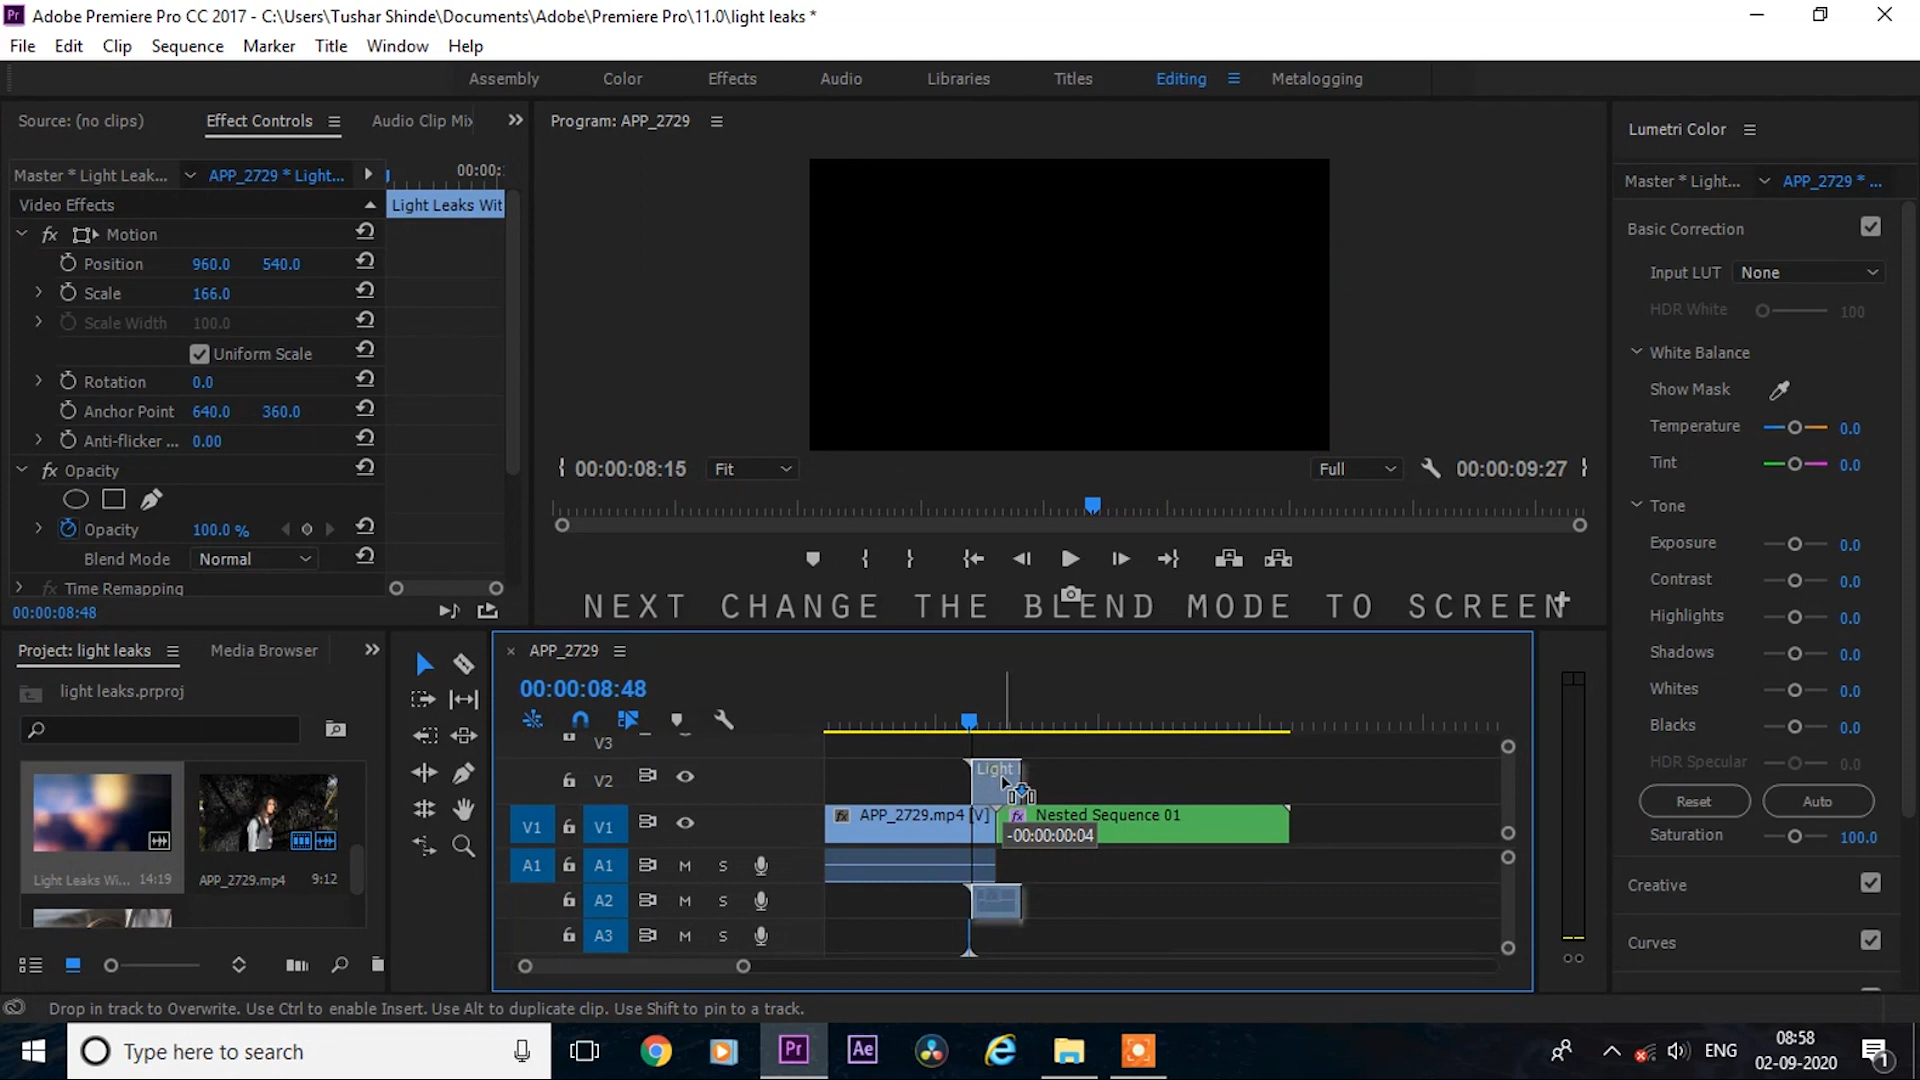 Adobe Premiere Pro CC 2017 - C:\Users\Tushar Shinde\Documents\Adobe\Premiere Pro\11.0\light leaks *
File Edit Clip Sequence Marker Title Window Help
Assembly Color Effects Audio Libraries Titles Editing Metalogging
Source: (no clips) Effect Controls Audio Clip Mix
Program: APP_2729
Lumetri Color
Master * Light Leak... APP_2729 * Light... 00:00:
Master * Light... APP_2729 * ...
Video Effects
Light Leaks Wit
fx Motion
Position 960.0 540.0
Scale 166.0
Scale Width 100.0
Uniform Scale
Rotation 0.0
Anchor Point 640.0 360.0
Anti-flicker ... 0.00
fx Opacity
Opacity 100.0 %
Blend Mode Normal
fx Time Remapping
00:00:08:48
00:00:08:15 Fit Full 00:00:09:27
NEXT CHANGE THE BLEND MODE TO SCREEN
Basic Correction
Input LUT None
HDR White 100
White Balance
Show Mask
Temperature 0.0
Tint 0.0
Tone
Exposure 0.0
Contrast 0.0
Highlights 0.0
Shadows 0.0
Whites 0.0
Blacks 0.0
HDR Specular 0.0
Reset Auto
Saturation 100.0
Creative
Curves
Project: light leaks Media Browser
light leaks.prproj
Light Leaks Wi... 14:19
APP_2729.mp4 9:12
APP_2729
00:00:08:48
V3
V2 Light
V1 V1 fx APP_2729.mp4 [V] fx Nested Sequence 01
-00:00:00:04
A1 A1 M S
A2 M S
A3 M S
Drop in track to Overwrite. Use Ctrl to enable Insert. Use Alt to duplicate clip. Use Shift to pin to a track.
Type here to search
Pr
Ae
ENG
08:58
02-09-2020
1